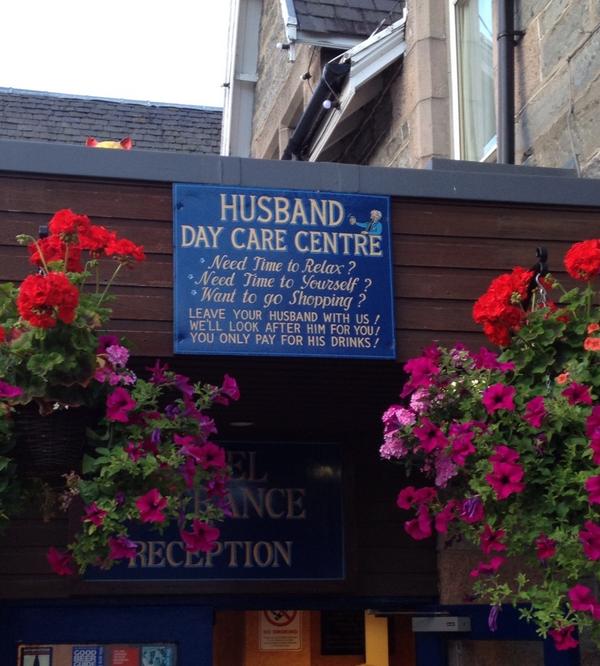 HUSBAND
DAY CARE CENTRE
· Need Time to Relax ?
· Need Time to Yourself ?
· Want to go Shopping ?
LEAVE YOUR HUSBAND WITH US !
WE'LL LOOK AFTER HIM FOR YOU!
YOU ONLY PAY FOR HIS DRINKS!
RECEPTION